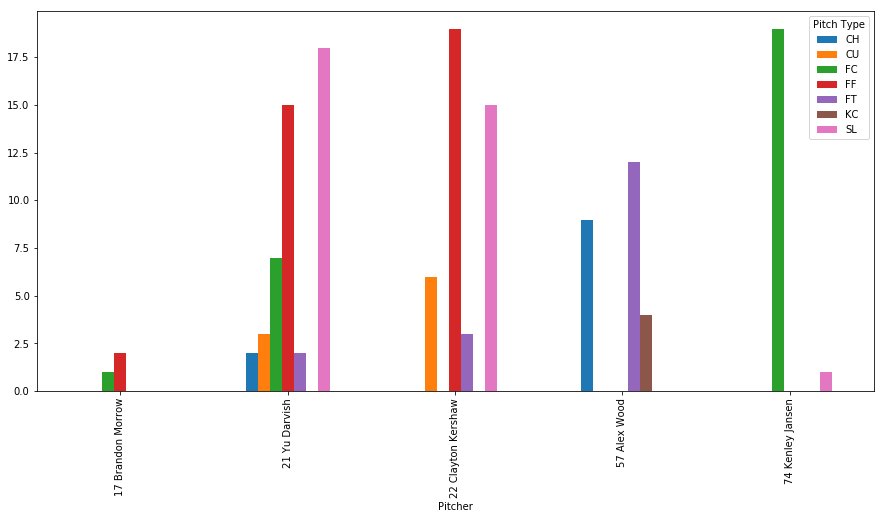 Pitch Type
CH
CU
FC
FF
FT
KC
SL
17.5
15.0
12.5
10.0
7.5
5.0
2.5
0.0
17 Brandon Morrow
21 Yu Darvish
22 Clayton Kershaw
57 Alex Wood
74 Kenley Jansen
Pitcher